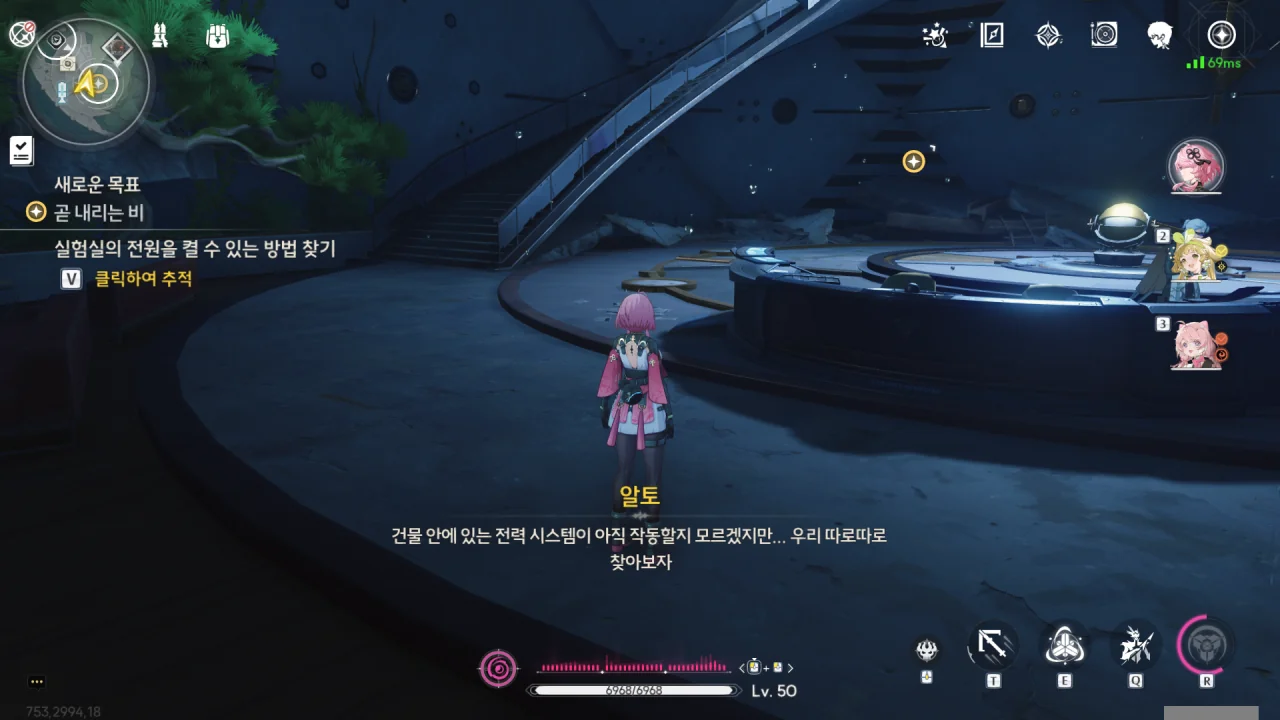 69ms
새로운 목표
곧 내리는 비
실험실의 전원을 켤 수 있는 방법 찾기
V 클릭하여 추적
2
3
알토
건물 안에 있는 전력 시스템이 아직 작동할지 모르겠지만... 우리 따로따로
찾아보자
T E Q R
6968/6968 Lv. 50
753,2994,18